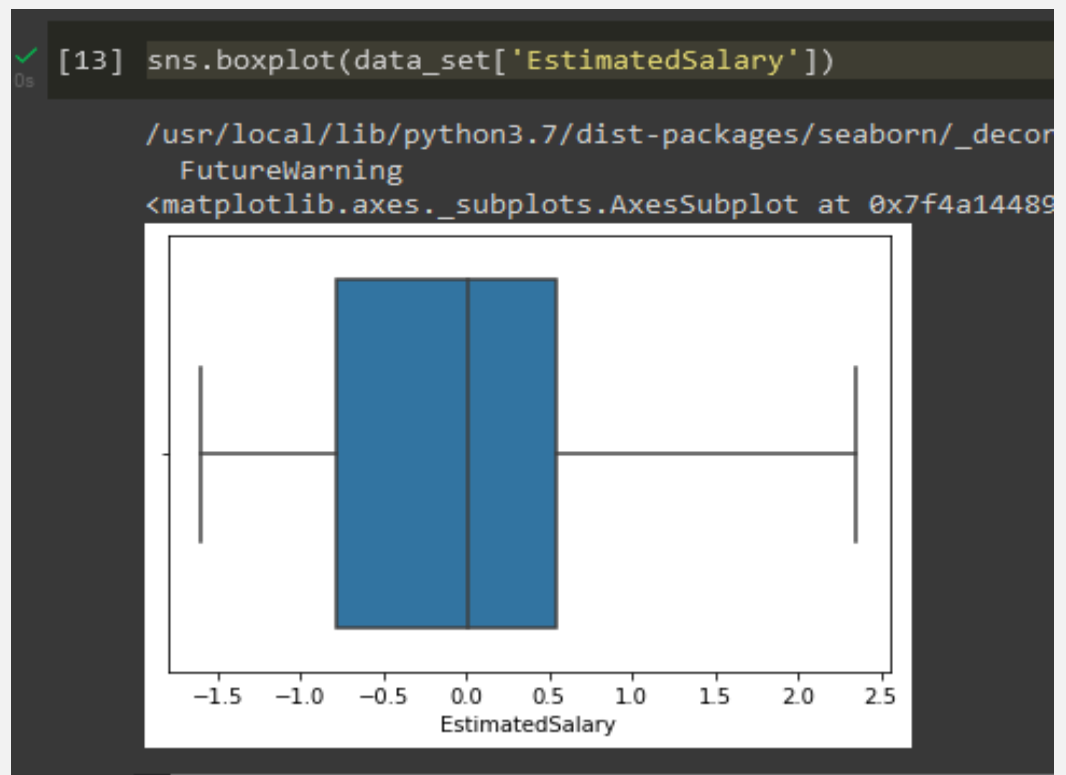 [13] sns.boxplot(data_set['EstimatedSalary'])
0s
/usr/local/lib/python3.7/dist-packages/seaborn/_decor
FutureWarning
<matplotlib.axes._subplots.AxesSubplot at 0x7f4a14489
−1.5 −1.0 −0.5 0.0 0.5 1.0 1.5 2.0 2.5
EstimatedSalary